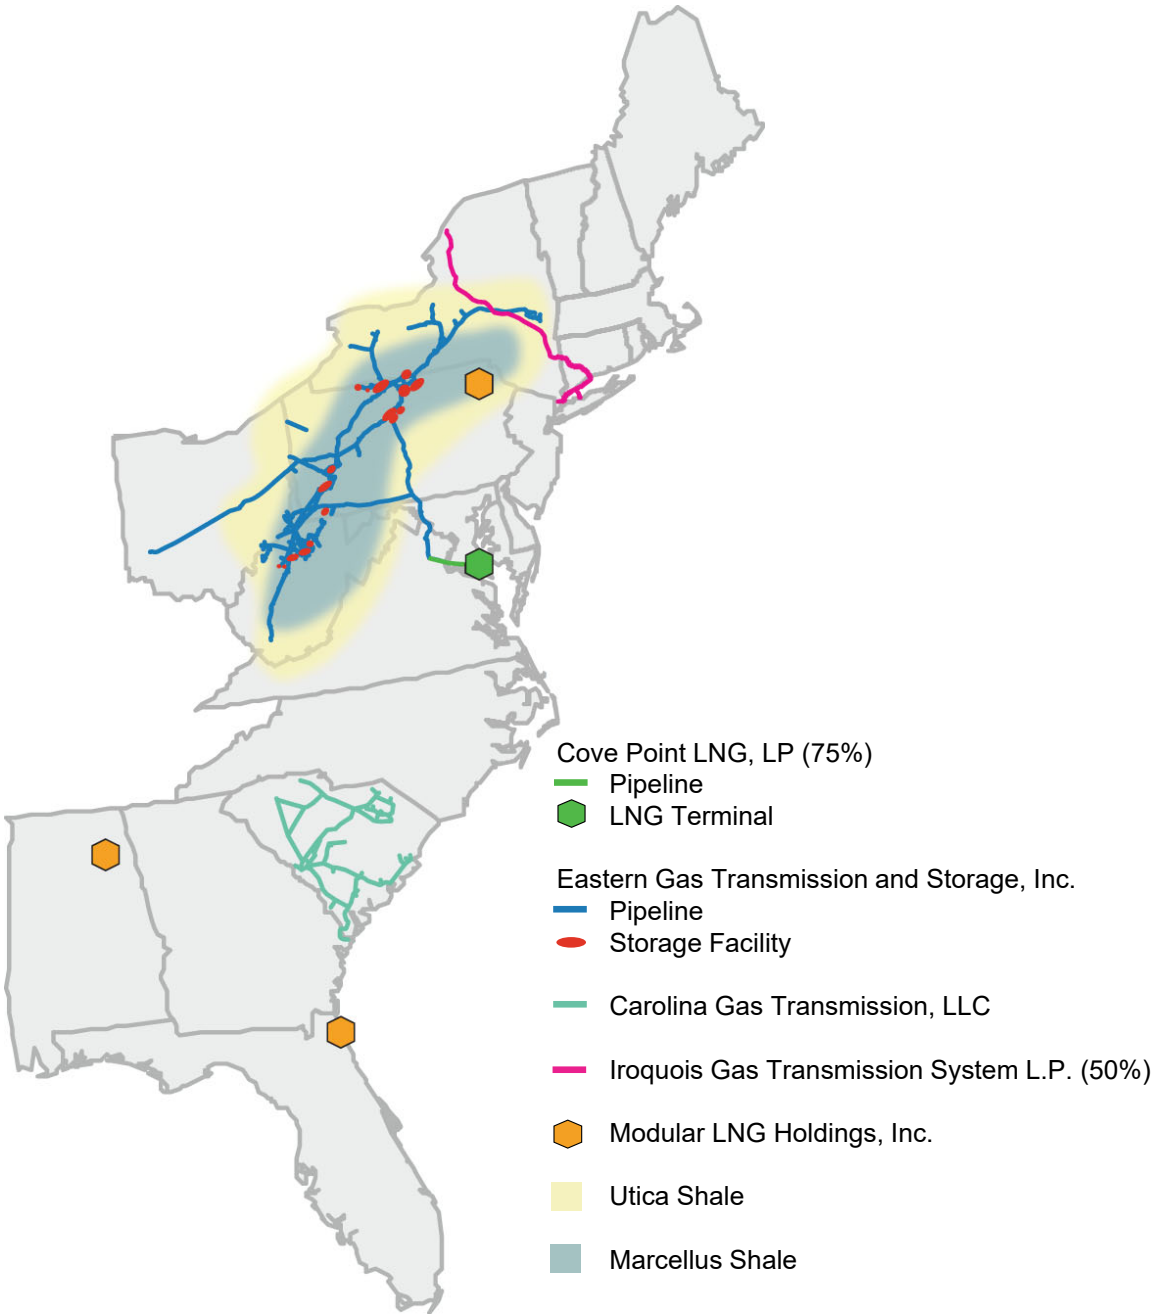 Cove Point LNG, LP (75%)
Pipeline
LNG Terminal
Eastern Gas Transmission and Storage, Inc.
Pipeline
Storage Facility
Carolina Gas Transmission, LLC
Iroquois Gas Transmission System L.P. (50%)
Modular LNG Holdings, Inc.
Utica Shale
Marcellus Shale